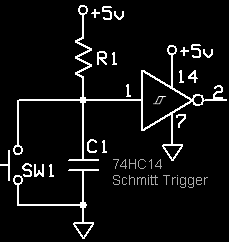 +5v
R1
+5v
14
1
2
7
C1
SW1
74HC14
Schmitt Trigger